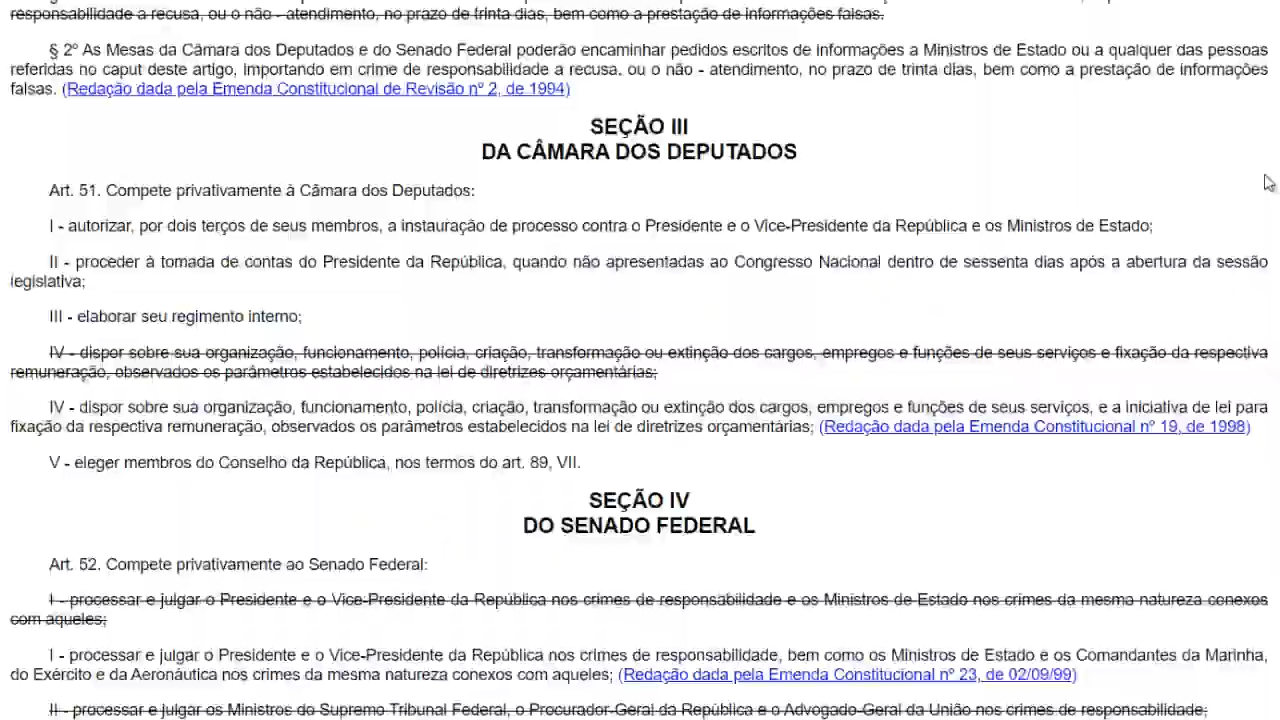 responsabilidade a recusa, ou o não - atendimento, no prazo de trinta dias, bem como a prestação de informações falsas.
§ 2º As Mesas da Câmara dos Deputados e do Senado Federal poderão encaminhar pedidos escritos de informações a Ministros de Estado ou a qualquer das pessoas
referidas no caput deste artigo, importando em crime de responsabilidade a recusa, ou o não - atendimento, no prazo de trinta dias, bem como a prestação de informações
falsas. (Redação dada pela Emenda Constitucional de Revisão nº 2, de 1994)
SEÇÃO III
DA CÂMARA DOS DEPUTADOS
Art. 51. Compete privativamente à Câmara dos Deputados:
I - autorizar, por dois terços de seus membros, a instauração de processo contra o Presidente e o Vice-Presidente da República e os Ministros de Estado;
II - proceder à tomada de contas do Presidente da República, quando não apresentadas ao Congresso Nacional dentro de sessenta dias após a abertura da sessão
legislativa;
III - elaborar seu regimento interno;
IV - dispor sobre sua organização, funcionamento, polícia, criação, transformação ou extinção dos cargos, empregos e funções de seus serviços e fixação da respectiva
remuneração, observados os parâmetros estabelecidos na lei de diretrizes orçamentárias;
IV - dispor sobre sua organização, funcionamento, polícia, criação, transformação ou extinção dos cargos, empregos e funções de seus serviços, e a iniciativa de lei para
fixação da respectiva remuneração, observados os parâmetros estabelecidos na lei de diretrizes orçamentárias; (Redação dada pela Emenda Constitucional nº 19, de 1998)
V - eleger membros do Conselho da República, nos termos do art. 89, VII.
SEÇÃO IV
DO SENADO FEDERAL
Art. 52. Compete privativamente ao Senado Federal:
I - processar e julgar o Presidente e o Vice-Presidente da República nos crimes de responsabilidade e os Ministros de Estado nos crimes da mesma natureza conexos
com aqueles;
I - processar e julgar o Presidente e o Vice-Presidente da República nos crimes de responsabilidade, bem como os Ministros de Estado e os Comandantes da Marinha,
do Exército e da Aeronáutica nos crimes da mesma natureza conexos com aqueles; (Redação dada pela Emenda Constitucional nº 23, de 02/09/99)
II - processar e julgar os Ministros do Supremo Tribunal Federal, o Procurador-Geral da República e o Advogado-Geral da União nos crimes de responsabilidade;